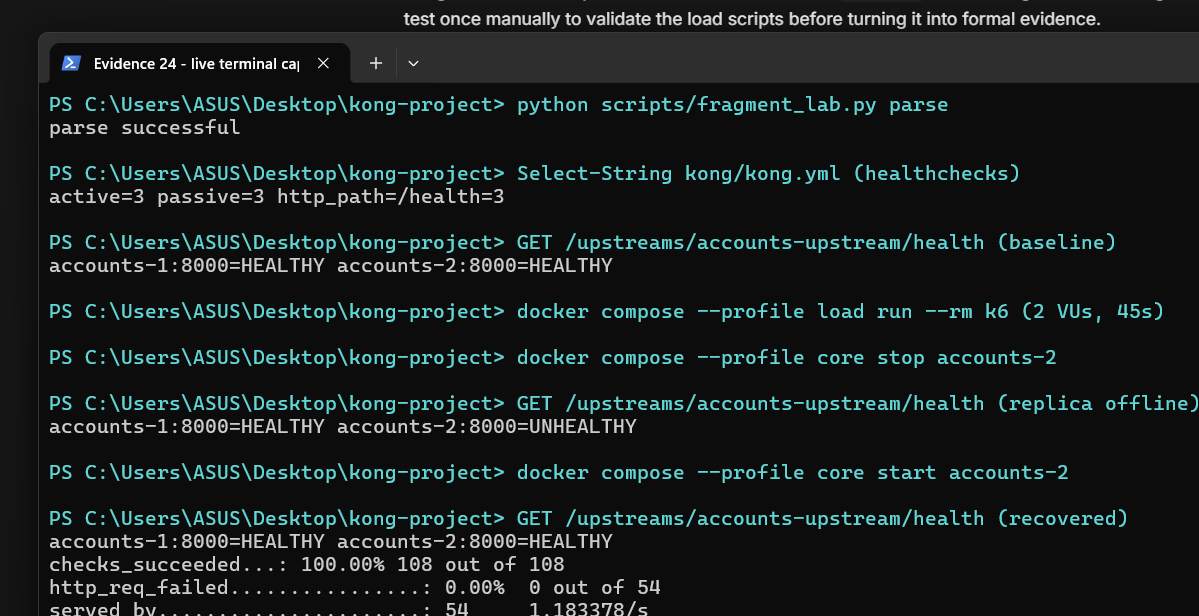 test once manually to validate the load scripts before turning it into formal evidence.
Evidence 24 - live terminal ca
PS C:\Users\ASUS\Desktop\kong-project> python scripts/fragment_lab.py parse
parse successful
PS C:\Users\ASUS\Desktop\kong-project> Select-String kong/kong.yml (healthchecks)
active=3 passive=3 http_path=/health=3
PS C:\Users\ASUS\Desktop\kong-project> GET /upstreams/accounts-upstream/health (baseline)
accounts-1:8000=HEALTHY accounts-2:8000=HEALTHY
PS C:\Users\ASUS\Desktop\kong-project> docker compose --profile load run --rm k6 (2 VUs, 45s)
PS C:\Users\ASUS\Desktop\kong-project> docker compose --profile core stop accounts-2
PS C:\Users\ASUS\Desktop\kong-project> GET /upstreams/accounts-upstream/health (replica offline)
accounts-1:8000=HEALTHY accounts-2:8000=UNHEALTHY
PS C:\Users\ASUS\Desktop\kong-project> docker compose --profile core start accounts-2
PS C:\Users\ASUS\Desktop\kong-project> GET /upstreams/accounts-upstream/health (recovered)
accounts-1:8000=HEALTHY accounts-2:8000=HEALTHY
checks_succeeded...: 100.00% 108 out of 108
http_req_failed................: 0.00%  0 out of 54
served_by......................: 54     1.183378/s